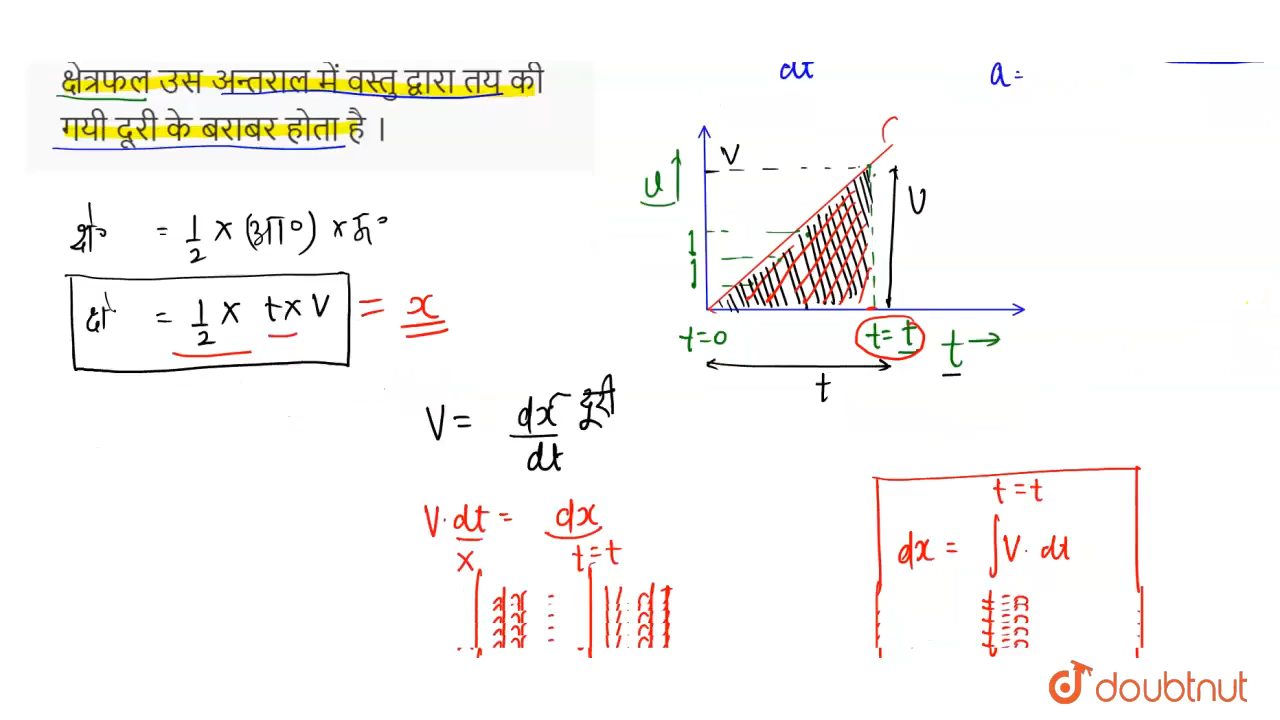 क्षेत्रफल उस अन्तराल में वस्तु द्वारा तय की
गयी दूरी के बराबर होता है ।
dt
a=
V
u
V
t=0
t= t
t
t
= 1/2 x (आ०) x
= 1/2 x t x V = x
V= dx/dt दूरी
V. dt = dx
x
t=t
dx =
t=t
dx = ∫V. dt
doubtnut